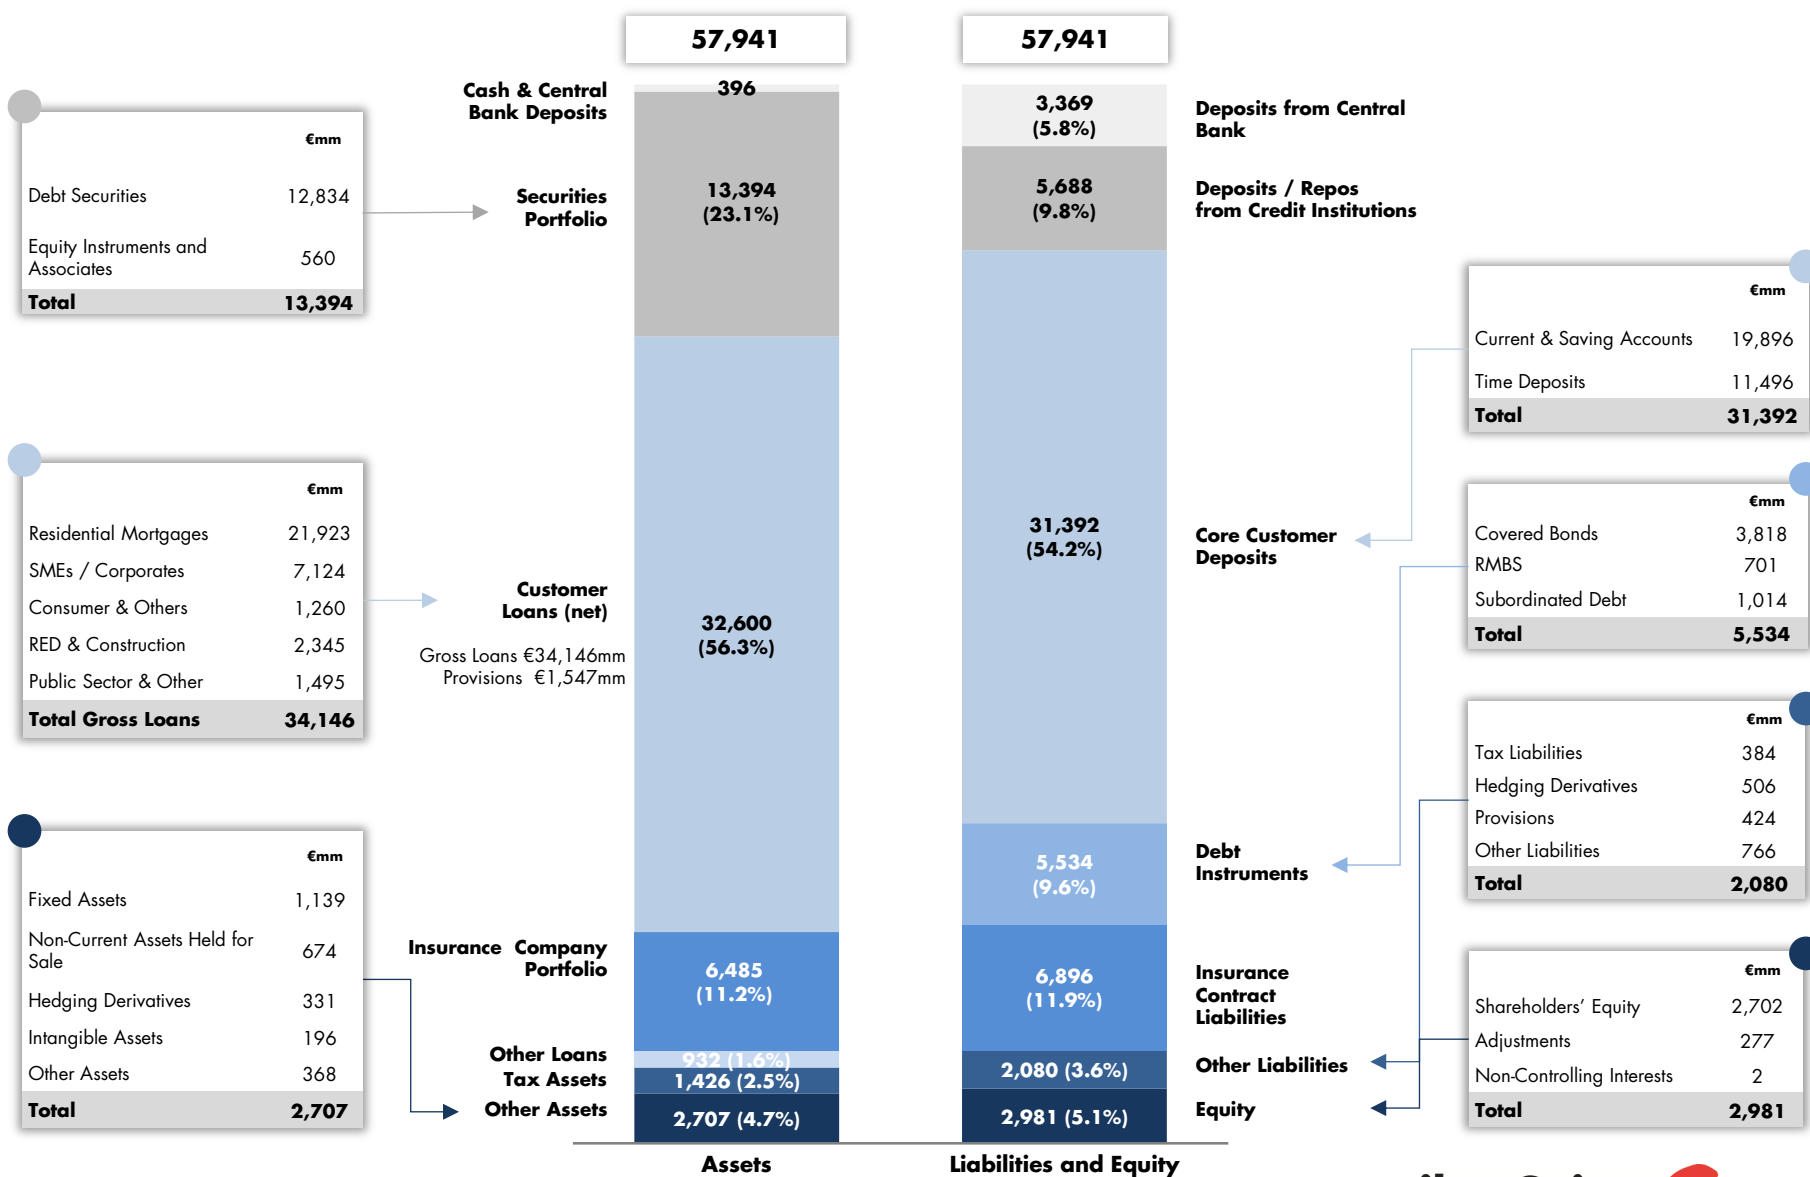 57,941
57,941
€mm
Debt Securities 12,834
Equity Instruments and
Associates 560
Total 13,394
Cash & Central
Bank Deposits
Securities
Portfolio
396
13,394
(23.1%)
3,369
(5.8%)
5,688
(9.8%)
Deposits from Central
Bank
Deposits / Repos
from Credit Institutions
€mm
Current & Saving Accounts 19,896
Time Deposits 11,496
Total 31,392
€mm
Residential Mortgages 21,923
SMEs / Corporates 7,124
Consumer & Others 1,260
RED & Construction 2,345
Public Sector & Other 1,495
Total Gross Loans 34,146
Customer
Loans (net)
Gross Loans €34,146mm
Provisions €1,547mm
32,600
(56.3%)
31,392
(54.2%)
Core Customer
Deposits
€mm
Covered Bonds 3,818
RMBS 701
Subordinated Debt 1,014
Total 5,534
€mm
Tax Liabilities 384
Hedging Derivatives 506
Provisions 424
Other Liabilities 766
Total 2,080
€mm
Fixed Assets 1,139
Non-Current Assets Held for
Sale 674
Hedging Derivatives 331
Intangible Assets 196
Other Assets 368
Total 2,707
Insurance Company
Portfolio
Other Loans
Tax Assets
Other Assets
6,485
(11.2%)
932 (1.6%)
1,426 (2.5%)
2,707 (4.7%)
5,534
(9.6%)
6,896
(11.9%)
2,080 (3.6%)
2,981 (5.1%)
Debt
Instruments
Insurance
Contract
Liabilities
Other Liabilities
Equity
€mm
Shareholders' Equity 2,702
Adjustments 277
Non-Controlling Interests 2
Total 2,981
Assets
Liabilities and Equity